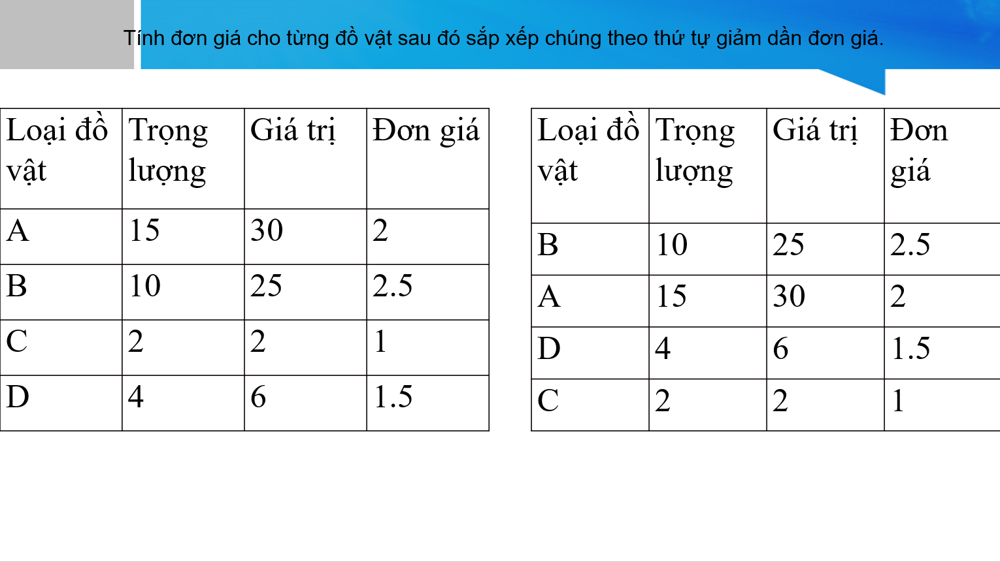 Tính đơn giá cho từng đồ vật sau đó sắp xếp chúng theo thứ tự giảm dần đơn giá.
Loại đồ vật Trọng lượng Giá trị Đơn giá
A 15 30 2
B 10 25 2.5
C 2 2 1
D 4 6 1.5
Loại đồ vật Trọng lượng Giá trị Đơn giá
B 10 25 2.5
A 15 30 2
D 4 6 1.5
C 2 2 1